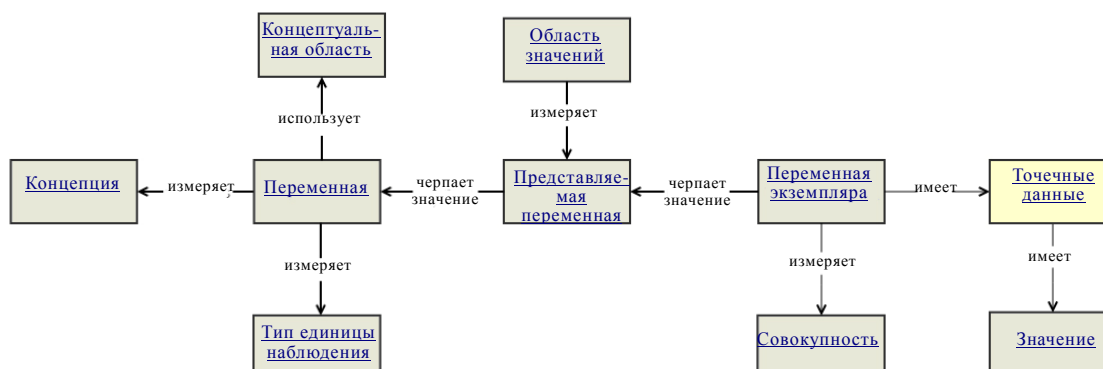 Концептуаль-
ная область
Область
значений
использует
измеряет
Концепция
измеряет
Переменная
черпает
значение
Представляе-
мая
переменная
черпает
значение
Переменная
экземпляра
имеет
Точечные
данные
измеряет
измеряет
имеет
Тип единицы
наблюдения
Совокупность
Значение